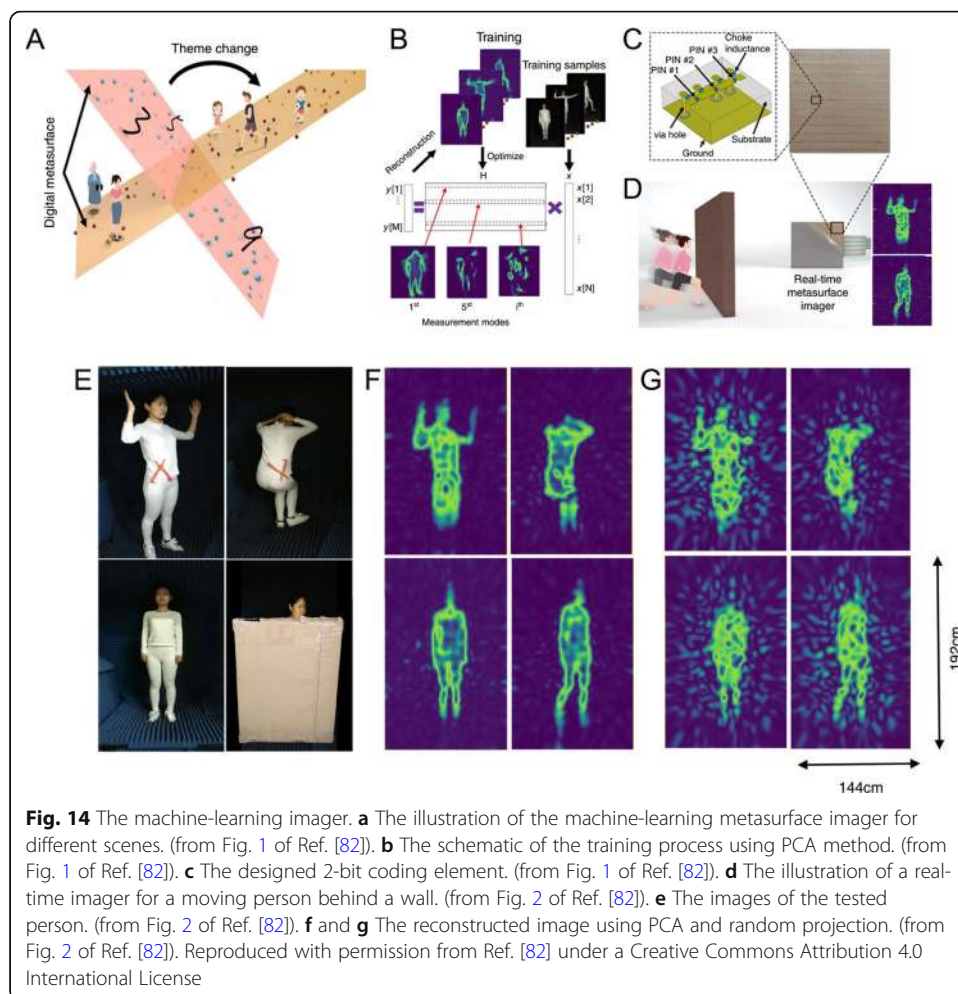 A
Theme change
Digital metasurface
B
Training
Training samples
Reconstruction
Optimize
H
x
y[1]
y[M]
x[1]
x[2]
x[N]
1st
5st
ith
Measurement modes
C
Choke
inductance
PIN #3
PIN #2
PIN #1
via hole
Substrate
Ground
D
Real-time
metasurface
imager
E
F
G
192cm
144cm
Fig. 14 The machine-learning imager. a The illustration of the machine-learning metasurface imager for
different scenes. (from Fig. 1 of Ref. [82]). b The schematic of the training process using PCA method. (from
Fig. 1 of Ref. [82]). c The designed 2-bit coding element. (from Fig. 1 of Ref. [82]). d The illustration of a real-
time imager for a moving person behind a wall. (from Fig. 2 of Ref. [82]). e The images of the tested
person. (from Fig. 2 of Ref. [82]). f and g The reconstructed image using PCA and random projection. (from
Fig. 2 of Ref. [82]). Reproduced with permission from Ref. [82] under a Creative Commons Attribution 4.0
International License